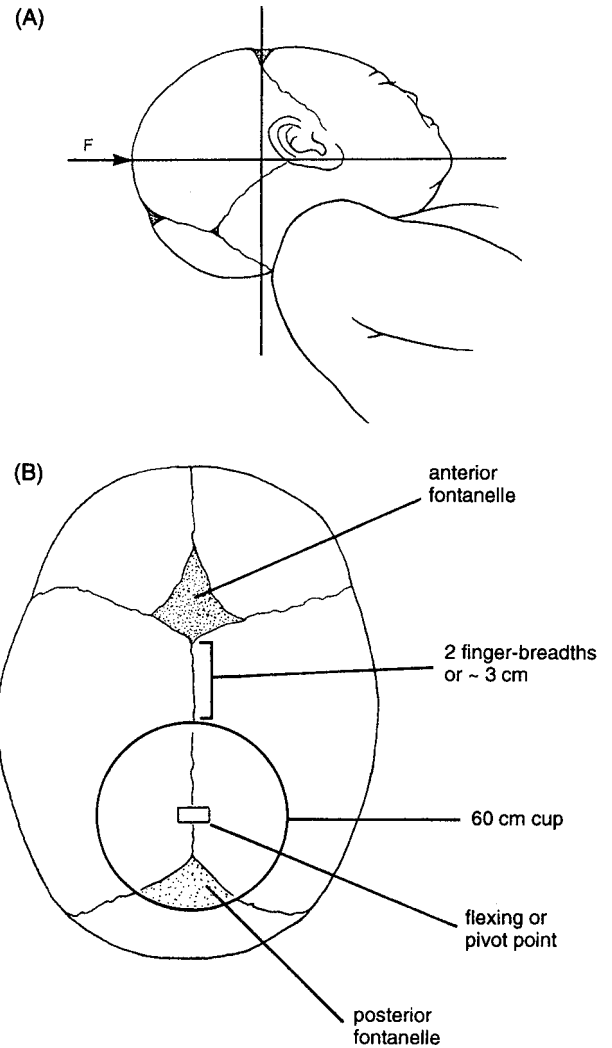 (A)
F
(B)
anterior
fontanelle
2 finger-breadths
or ~ 3 cm
60 cm cup
flexing or
pivot point
posterior
fontanelle